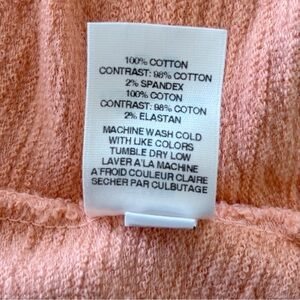 100% COTTON
CONTRAST: 98% COTTON
2% SPANDEX
100% COTON
CONTRASTE: 98% COTON
2% ELASTAN
MACHINE WASH COLD
WITH LIKE COLORS
TUMBLE DRY LOW
LAVER A'LA MACHINE
A'FROID COULEUR CLAIRE
SECHER PAR CULBUTAGE